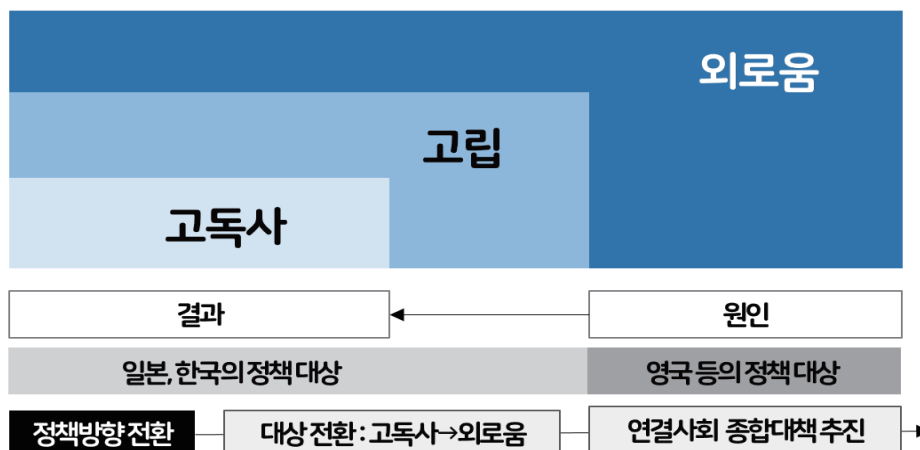 외로움
고립
고독사
결과
원인
일본, 한국의 정책 대상
영국 등의 정책 대상
정책방향 전환
대상 전환 : 고독사→외로움
연결사회 종합대책 추진